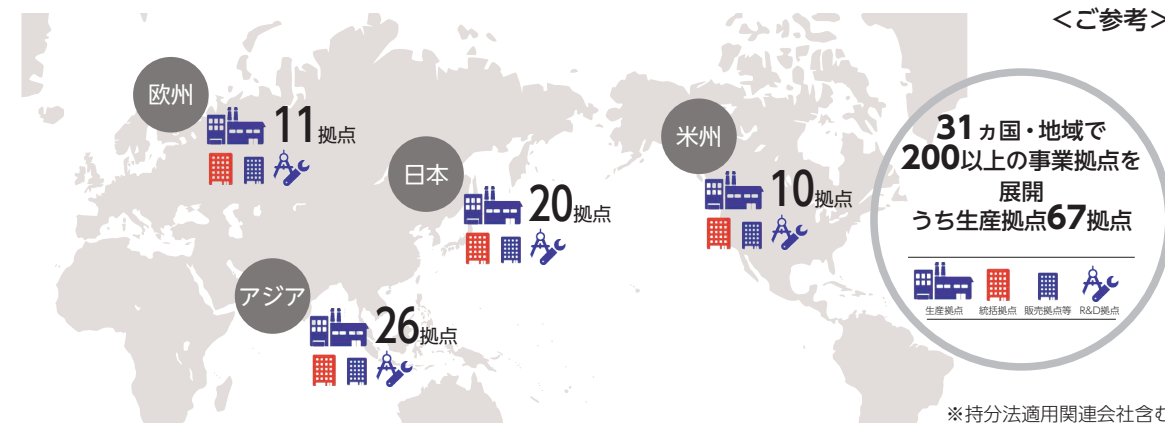 <ご参考>
欧州
11拠点
日本
20拠点
アジア
26拠点
米州
10拠点
31ヵ国・地域で
200以上の事業拠点を
展開
うち生産拠点67拠点
生産拠点 統括拠点 販売拠点等 R&D拠点
※持分法適用関連会社含む